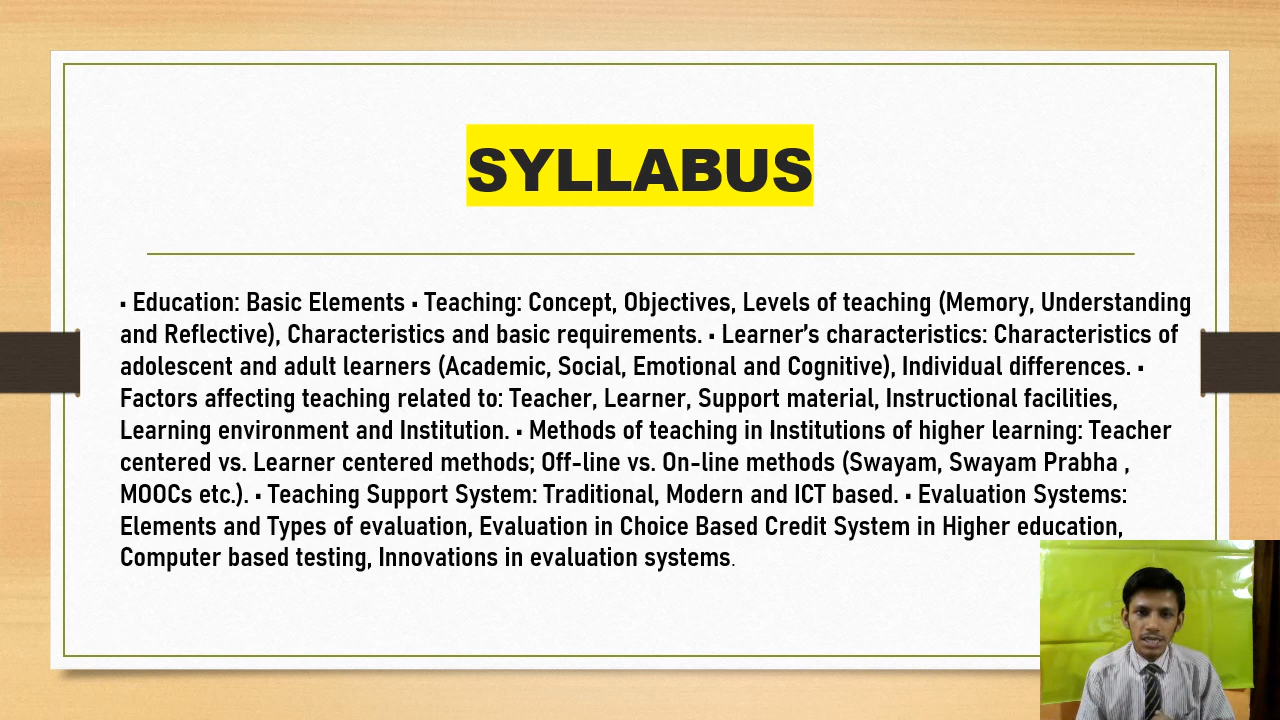 SYLLABUS
▪ Education: Basic Elements ▪ Teaching: Concept, Objectives, Levels of teaching (Memory, Understanding
and Reflective), Characteristics and basic requirements. ▪ Learner's characteristics: Characteristics of
adolescent and adult learners (Academic, Social, Emotional and Cognitive), Individual differences. ▪
Factors affecting teaching related to: Teacher, Learner, Support material, Instructional facilities,
Learning environment and Institution. ▪ Methods of teaching in Institutions of higher learning: Teacher
centered vs. Learner centered methods; Off-line vs. On-line methods (Swayam, Swayam Prabha ,
MOOCs etc.). ▪ Teaching Support System: Traditional, Modern and ICT based. ▪ Evaluation Systems:
Elements and Types of evaluation, Evaluation in Choice Based Credit System in Higher education,
Computer based testing, Innovations in evaluation systems.